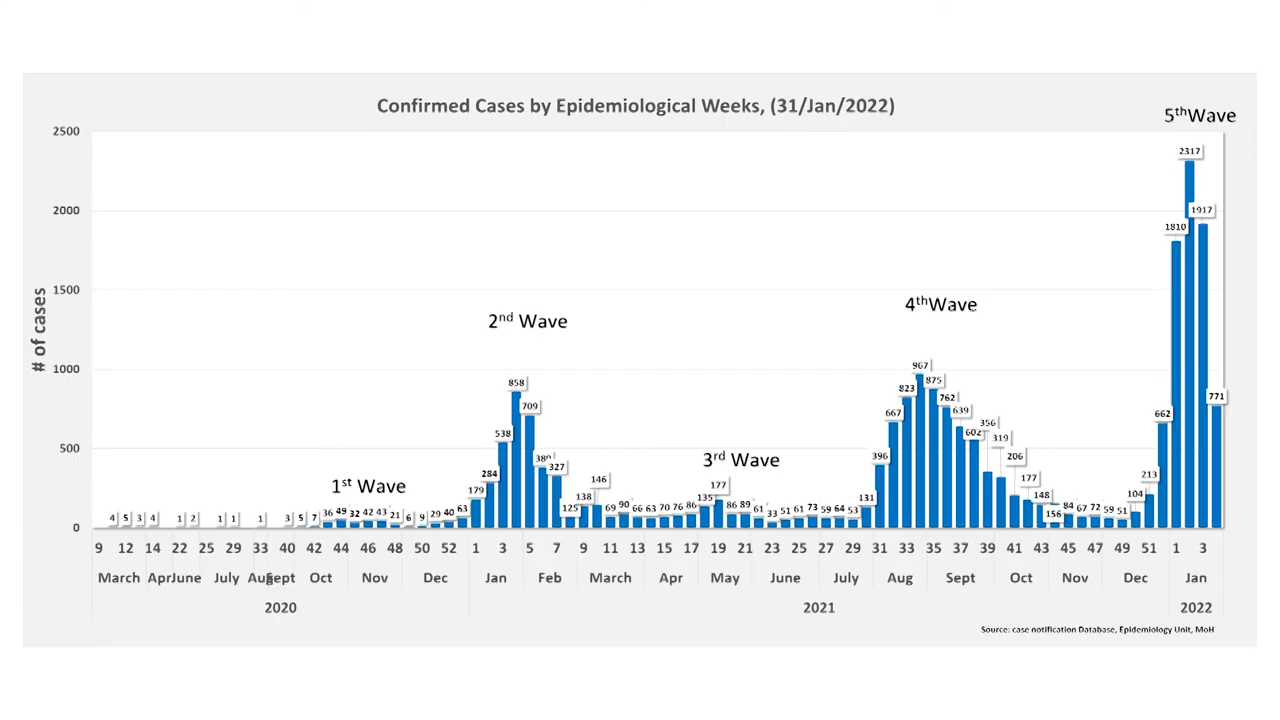 Confirmed Cases by Epidemiological Weeks, (31/Jan/2022)
5thWave
2500
2317
2000
1917
1810
# of cases
1500
4thWave
2nd Wave
1000
967
858
875
823
771
762
709
667
662
639
602
538
500
3rd Wave
1st Wave
396
380
356
327
319
284
213
206
179
177
177
148
146
138
135
131
125
104
0
4 5 3 4 1 2 1 1 1 3 5 7 36 49 32 42 43 21 6 9 29 40 63
69 90 66 63 70 76 86 86 89 61 33 51 61 73 59 64 53
156 84 67 72 59 51
9 12 14 22 25 29 33 40 42 44 46 48 50 52 1 3 5 7 9 11 13 15 17 19 21 23 25 27 29 31 33 35 37 39 41 43 45 47 49 51 1 3
March Apr June July Aug Sept Oct Nov Dec Jan Feb March Apr May June July Aug Sept Oct Nov Dec Jan
2020 2021 2022
Source: case notification Database, Epidemiology Unit, MoH